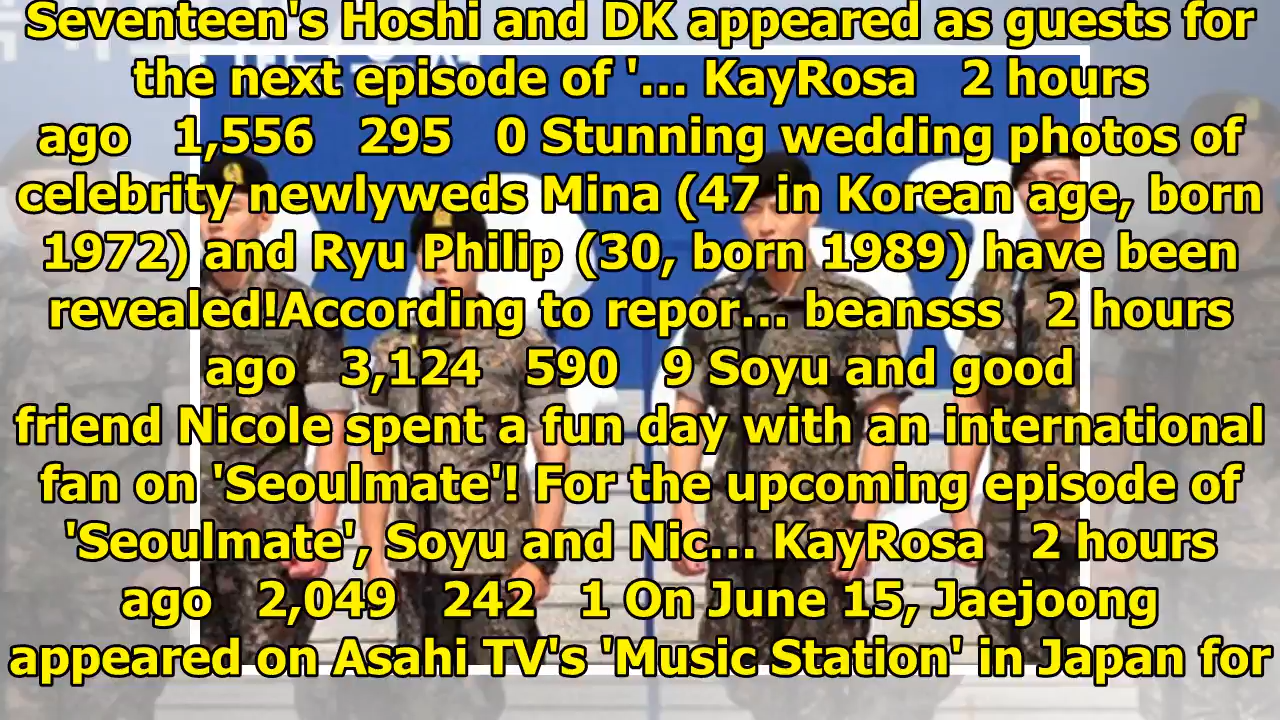 Seventeen's Hoshi and DK appeared as guests for
the next episode of '... KayRosa 2 hours
ago 1,556 295 0 Stunning wedding photos of
celebrity newlyweds Mina (47 in Korean age, born
1972) and Ryu Philip (30, born 1989) have been
revealed!According to repor... beansss 2 hours
ago 3,124 590 9 Soyu and good
friend Nicole spent a fun day with an international
fan on 'Seoulmate'! For the upcoming episode of
'Seoulmate', Soyu and Nic... KayRosa 2 hours
ago 2,049 242 1 On June 15, Jaejoong
appeared on Asahi TV's 'Music Station' in Japan for